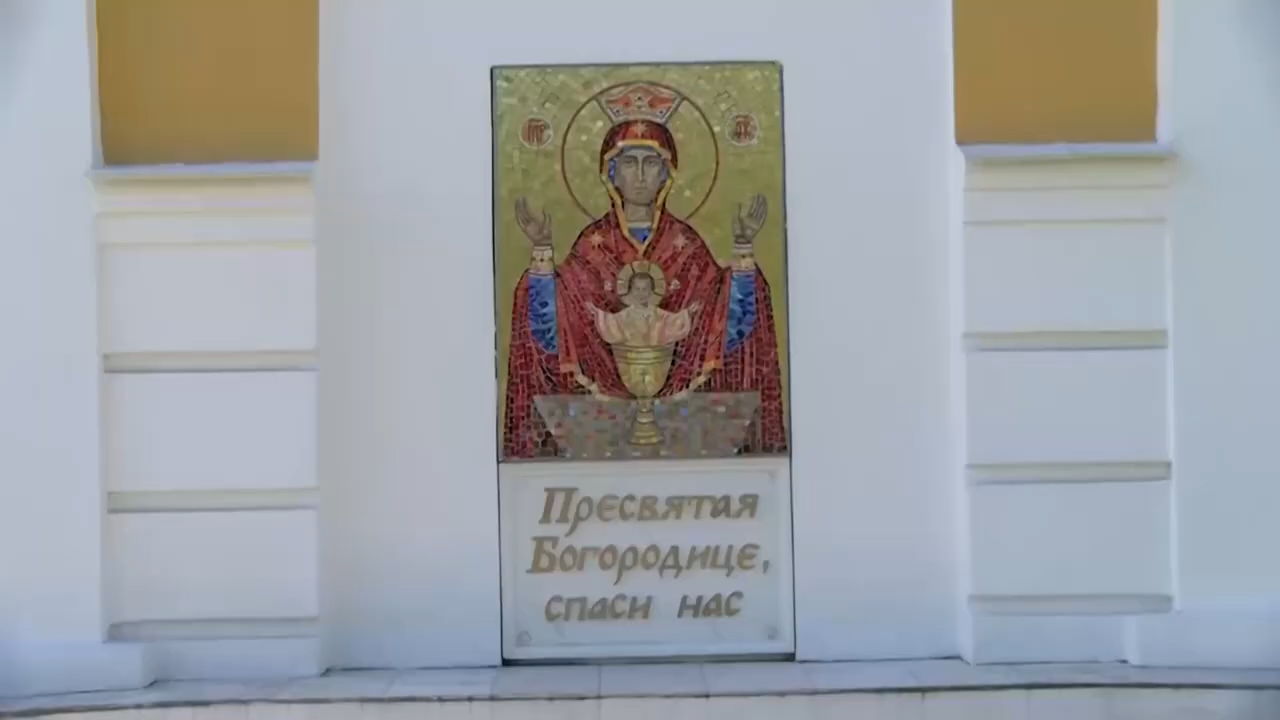 Пресвятая
Богородице,
спаси нас